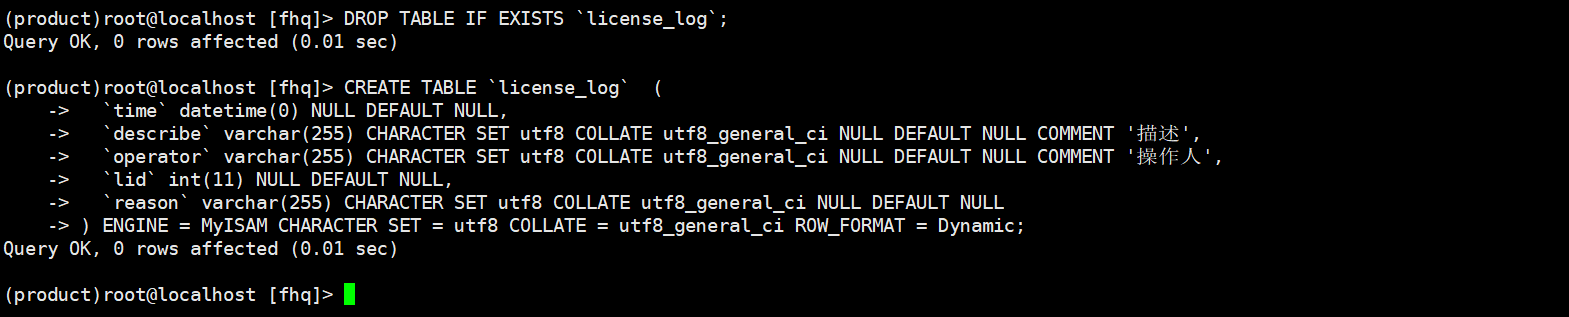 (product)root@localhost [fhq]> DROP TABLE IF EXISTS `license_log`;
Query OK, 0 rows affected (0.01 sec)
(product)root@localhost [fhq]> CREATE TABLE `license_log`  (
    ->   `time` datetime(0) NULL DEFAULT NULL,
    ->   `describe` varchar(255) CHARACTER SET utf8 COLLATE utf8_general_ci NULL DEFAULT NULL COMMENT '描述',
    ->   `operator` varchar(255) CHARACTER SET utf8 COLLATE utf8_general_ci NULL DEFAULT NULL COMMENT '操作人',
    ->   `lid` int(11) NULL DEFAULT NULL,
    ->   `reason` varchar(255) CHARACTER SET utf8 COLLATE utf8_general_ci NULL DEFAULT NULL
    -> ) ENGINE = MyISAM CHARACTER SET = utf8 COLLATE = utf8_general_ci ROW_FORMAT = Dynamic;
Query OK, 0 rows affected (0.01 sec)
(product)root@localhost [fhq]>